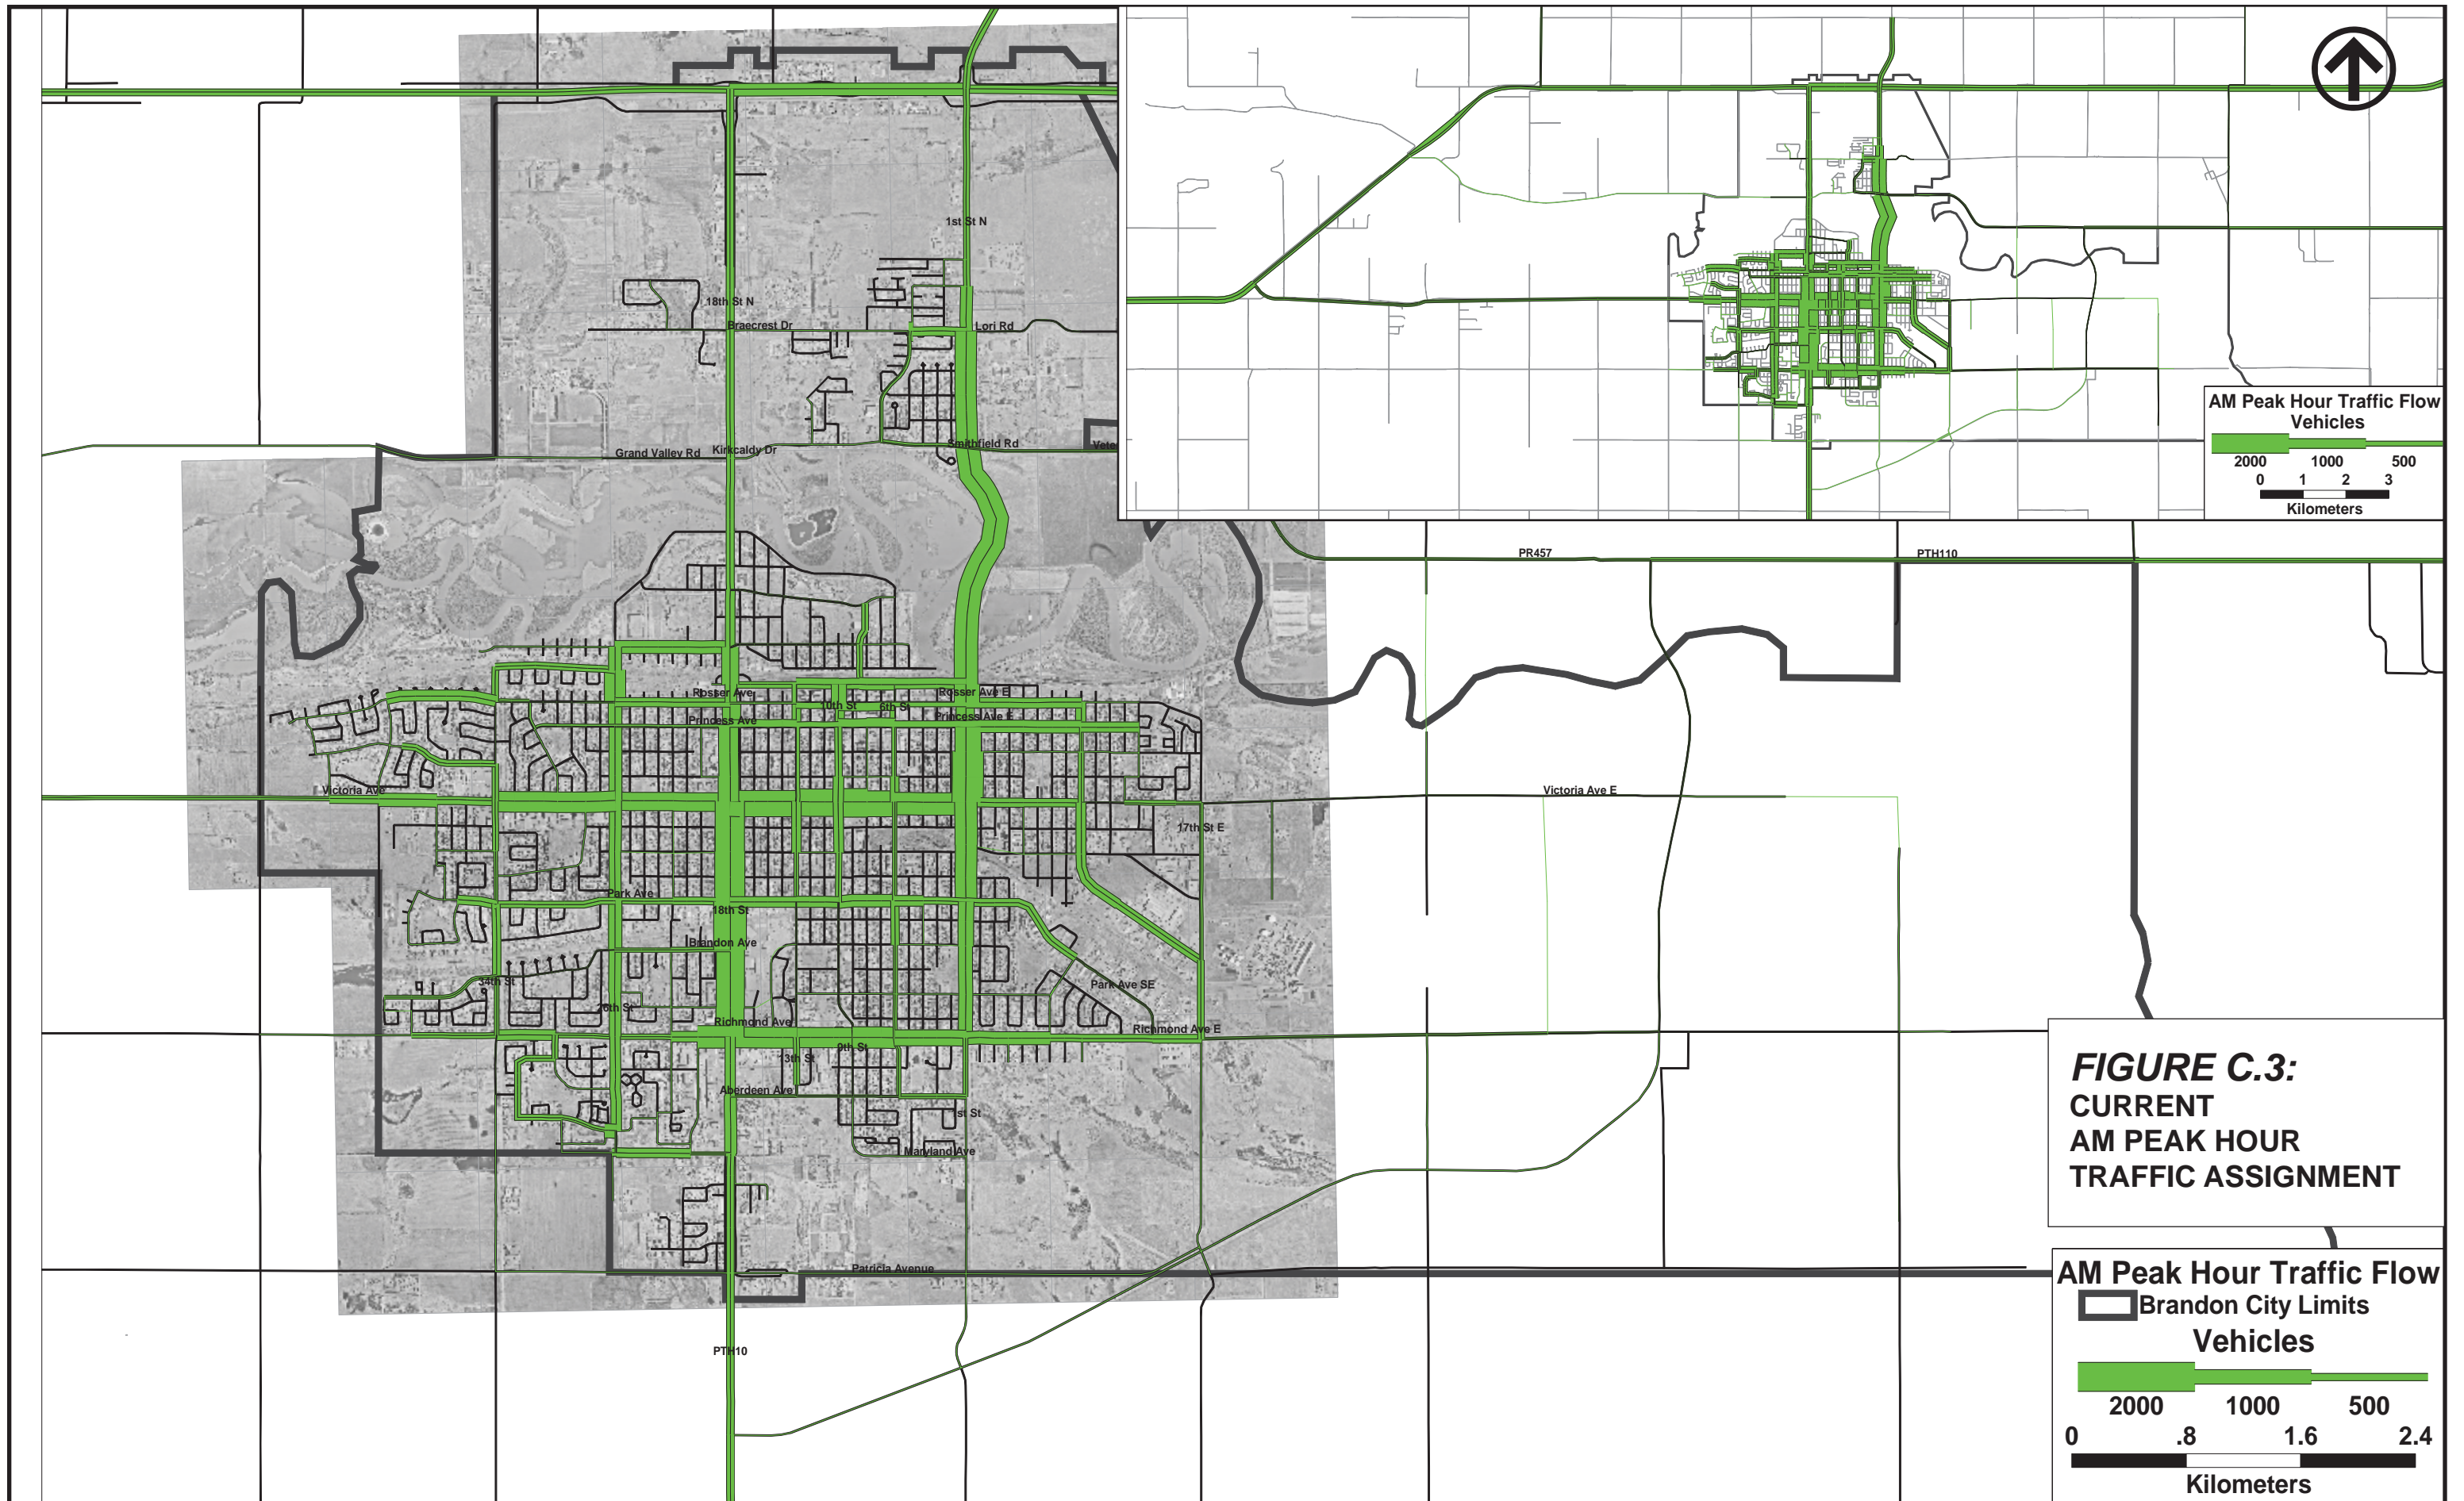 1st St N
18th St N
Braecrest Dr
Lori Rd
Grand Valley Rd
Kirkcaldy Dr
Smithfield Rd
AM Peak Hour Traffic Flow
Vehicles
2000 1000 500
0 1 2 3
Kilometers
PR457
PTH110
Rosser Ave
Rosser Ave E
10th St
6th St
Princess Ave
Princess Ave E
Victoria Ave
Victoria Ave E
17th St E
Park Ave
18th St
Brandon Ave
34th St
Park Ave SE
26th St
Richmond Ave
Richmond Ave E
9th St
13th St
Aberdeen Ave
1st St
Maryland Ave
Patricia Avenue
PTH10
FIGURE C.3:
CURRENT
AM PEAK HOUR
TRAFFIC ASSIGNMENT
AM Peak Hour Traffic Flow
Brandon City Limits
Vehicles
2000 1000 500
0 .8 1.6 2.4
Kilometers